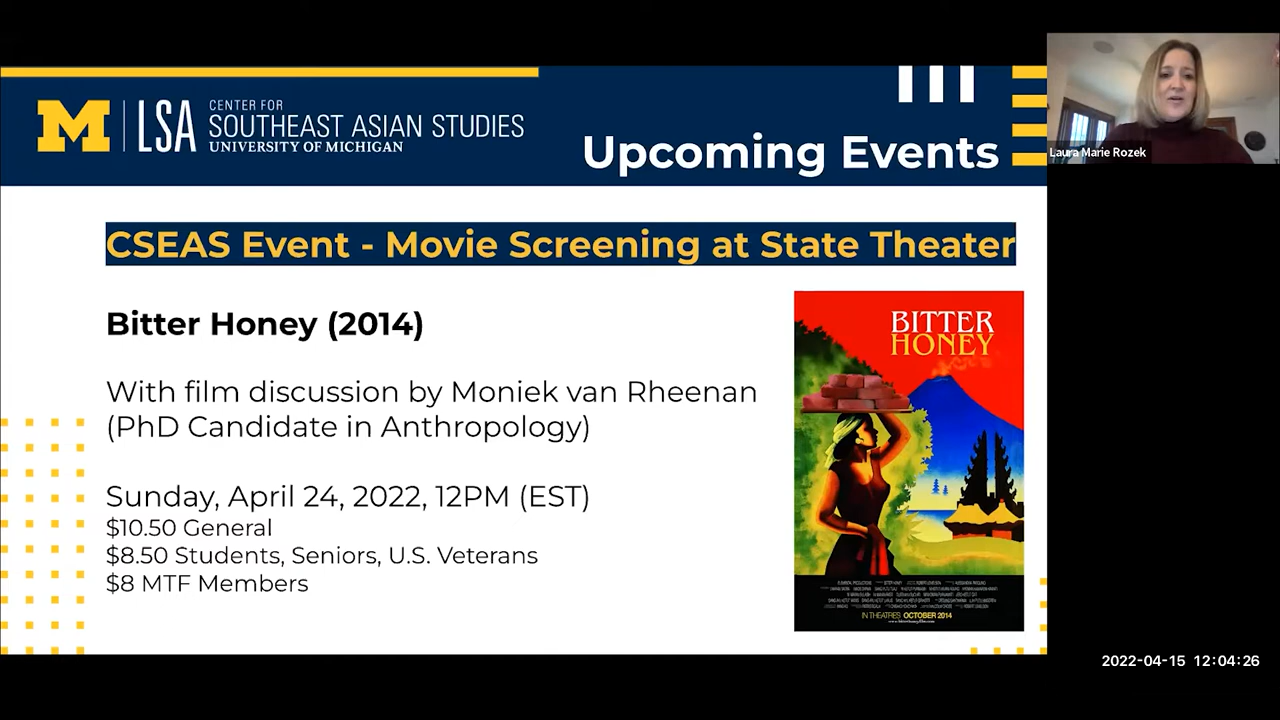 M
LSA
CENTER FOR
SOUTHEAST ASIAN STUDIES
UNIVERSITY OF MICHIGAN
Upcoming Events
Laura Marie Rozek
CSEAS Event - Movie Screening at State Theater
Bitter Honey (2014)
With film discussion by Moniek van Rheenan
(PhD Candidate in Anthropology)
Sunday, April 24, 2022, 12PM (EST)
$10.50 General
$8.50 Students, Seniors, U.S. Veterans
$8 MTF Members
BITTER
HONEY
IN THEATRES OCTOBER 2014
2022-04-15 12:04:26